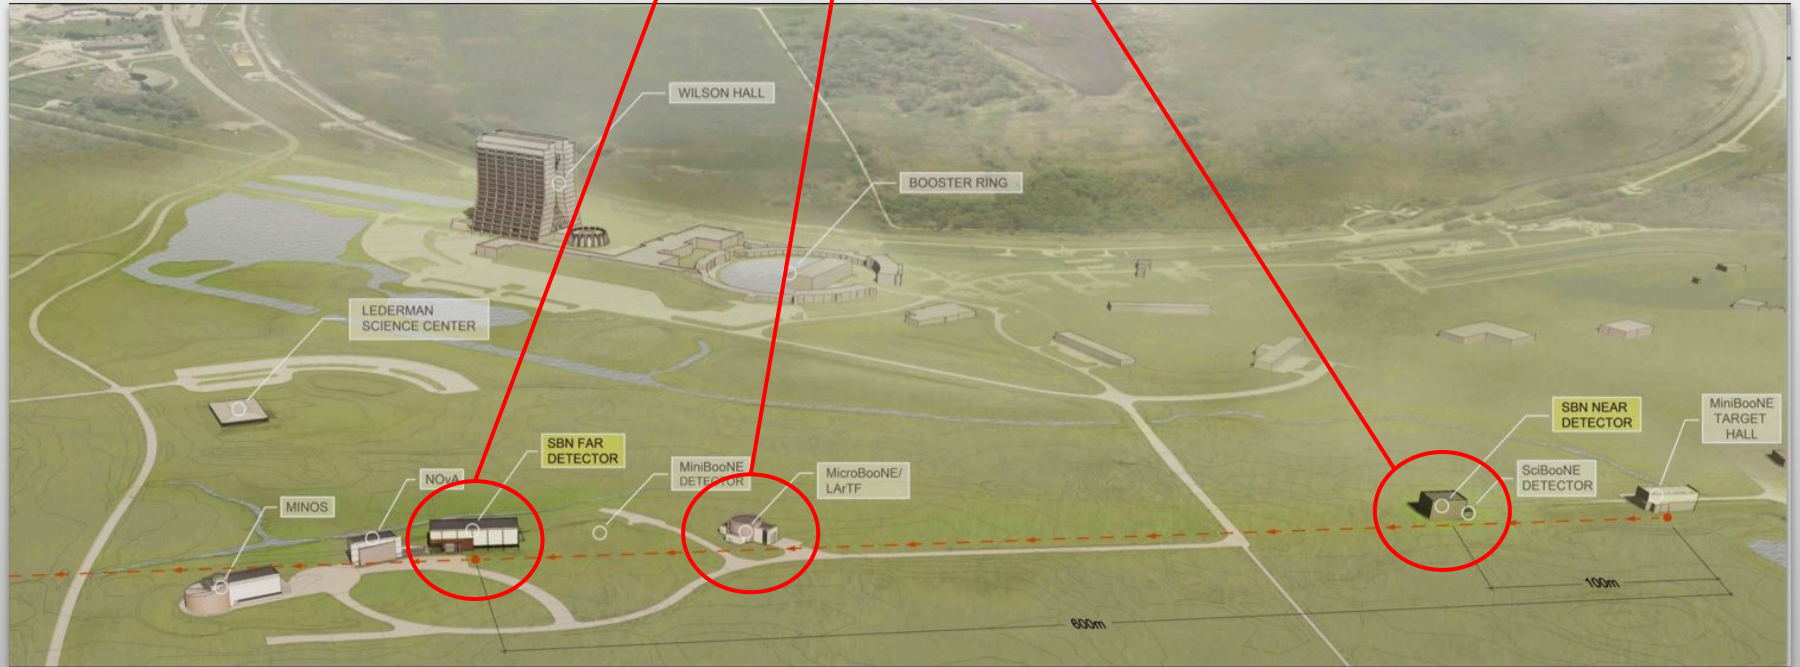 WILSON HALL
BOOSTER RING
LEDERMAN
SCIENCE CENTER
SBN FAR
DETECTOR
NOvA
MINOS
MiniBooNE
DETECTOR
MicroBooNE/
LArTF
SBN NEAR
DETECTOR
SciBooNE
DETECTOR
MiniBooNE
TARGET
HALL
100m
600m